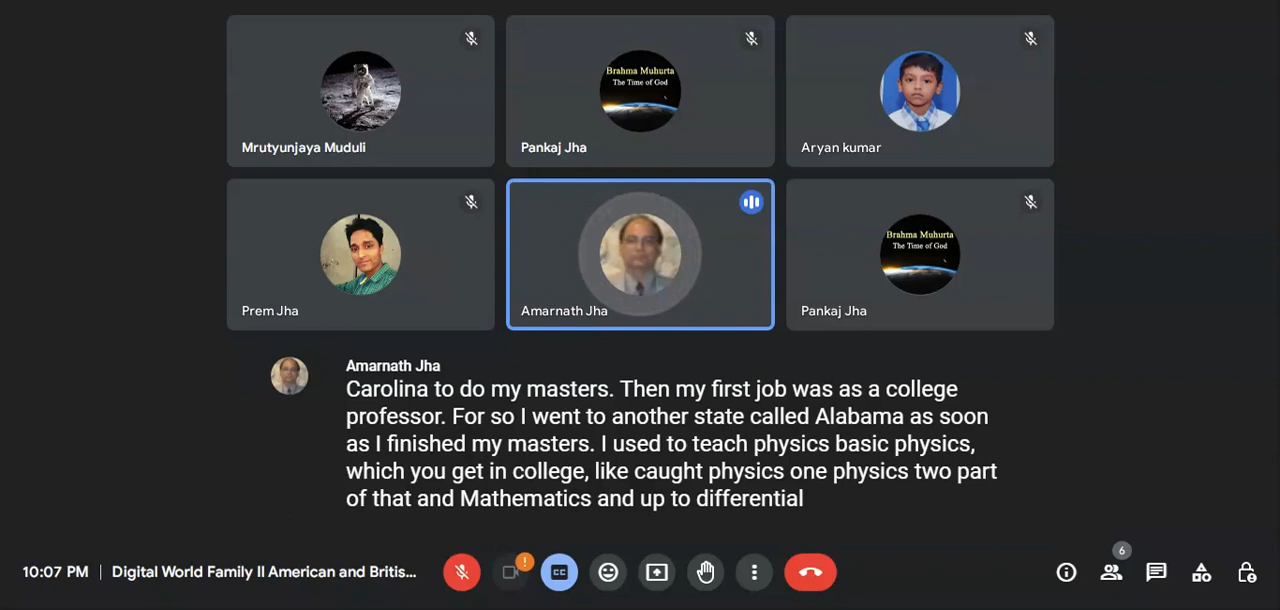 Brahma Muhurta
The Time of God
Mrutyunjaya Muduli
Pankaj Jha
Aryan kumar
Brahma Muhurta
The Time of God
Prem Jha
Amarnath Jha
Pankaj Jha
Amarnath Jha
Carolina to do my masters. Then my first job was as a college
professor. For so I went to another state called Alabama as soon
as I finished my masters. I used to teach physics basic physics,
which you get in college, like caught physics one physics two part
of that and Mathematics and up to differential
10:07 PM | Digital World Family II American and Britis...
!
CC
6